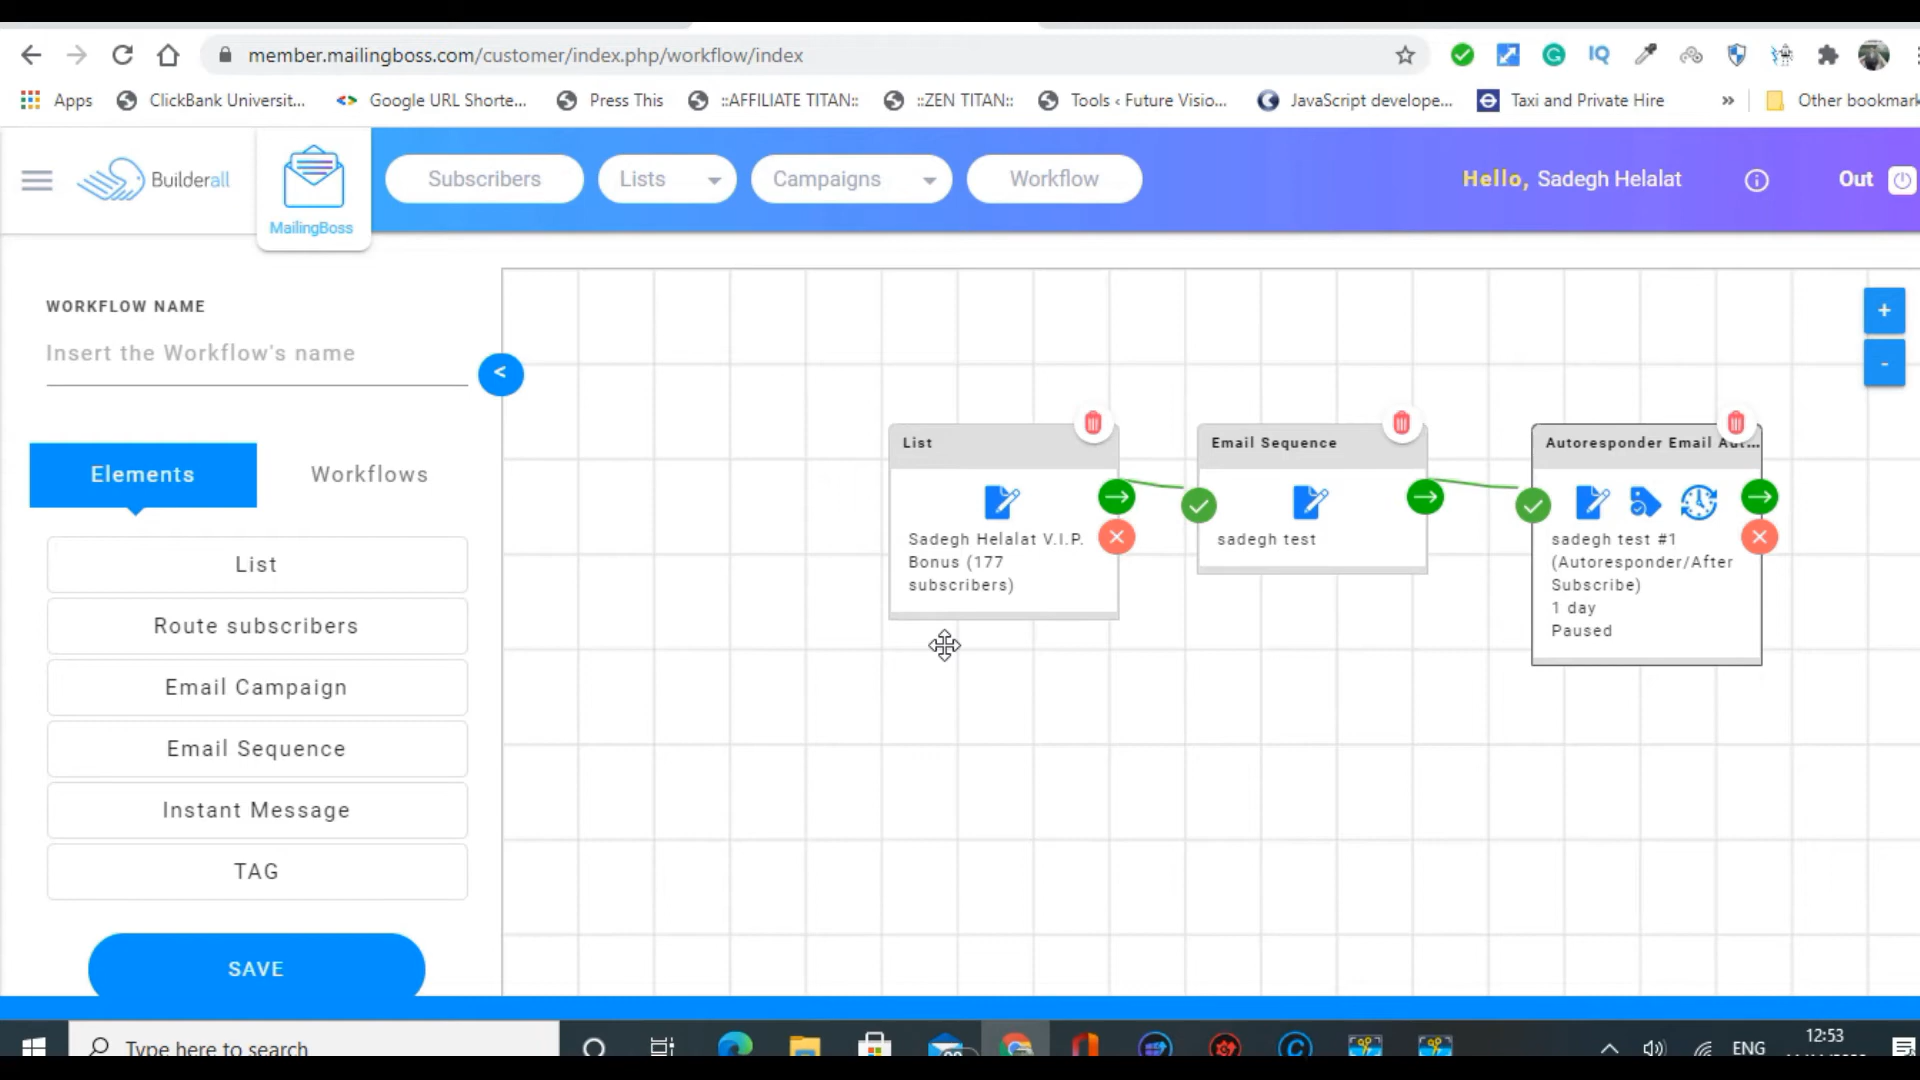 member.mailingboss.com/customer/index.php/workflow/index
IQ
Apps
ClickBank Universit...
<> Google URL Shorte...
Press This
::AFFILIATE TITAN::
::ZEN TITAN::
Tools ‹ Future Visio...
JavaScript develope...
Taxi and Private Hire
»
Other bookmark
Builderall
MailingBoss
Subscribers
Lists
Campaigns
Workflow
Hello, Sadegh Helalat
Out
WORKFLOW NAME
Insert the Workflow's name
<
+
-
Elements
Workflows
List
Route subscribers
Email Campaign
Email Sequence
Instant Message
TAG
SAVE
List
Sadegh Helalat V.I.P.
Bonus (177
subscribers)
Email Sequence
sadegh test
Autoresponder Email Aut...
sadegh test #1
(Autoresponder/After
Subscribe)
1 day
Paused
Type here to search
ENG
12:53